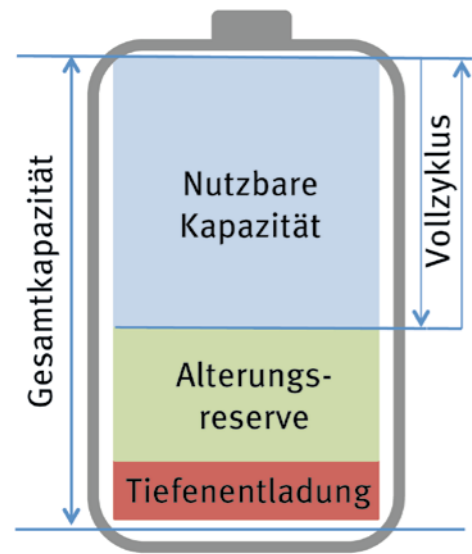 Gesamtkapazität
Nutzbare
Kapazität
Vollzyklus
Alterungs-
reserve
Tiefenentladung